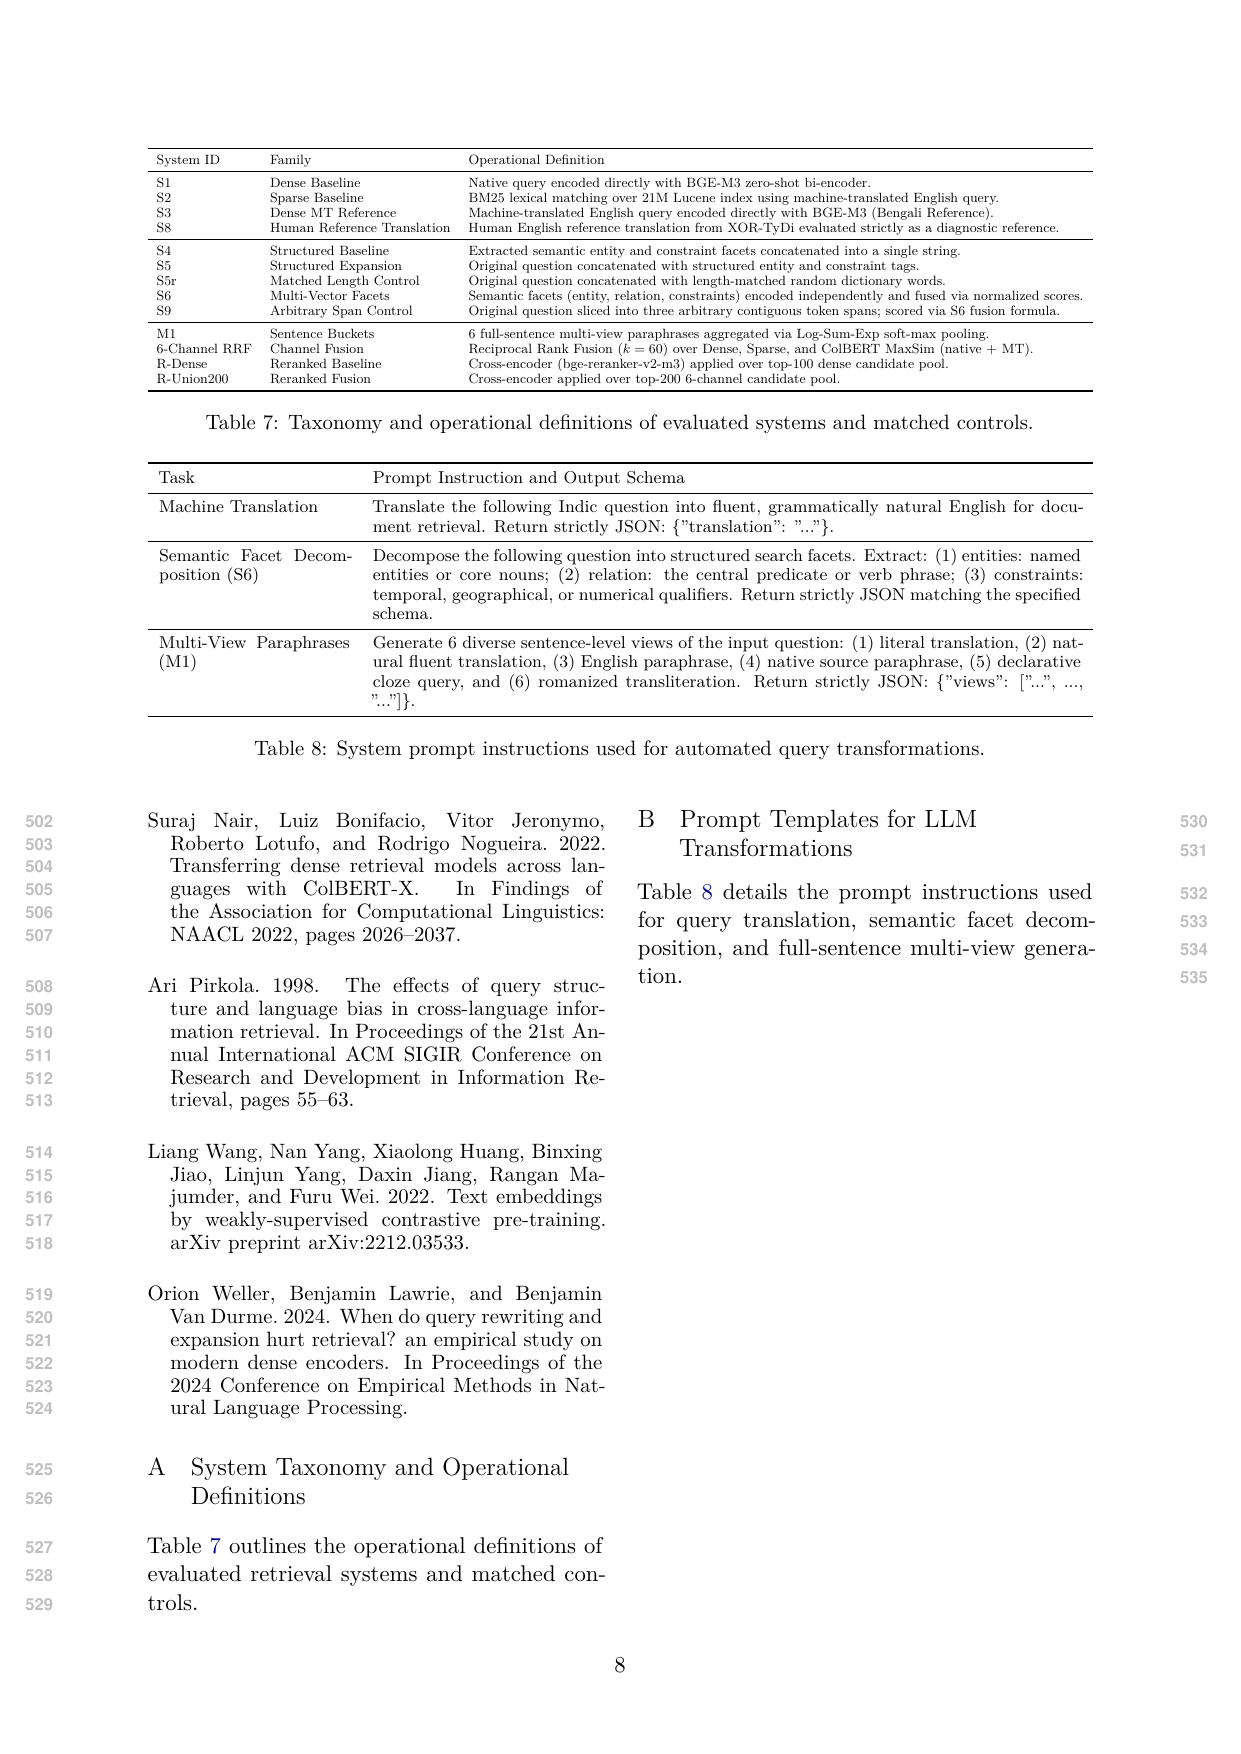 System ID Family Operational Definition
S1 Dense Baseline Native query encoded directly with BGE-M3 zero-shot bi-encoder.
S2 Sparse Baseline BM25 lexical matching over 21M Lucene index using machine-translated English query.
S3 Dense MT Reference Machine-translated English query encoded directly with BGE-M3 (Bengali Reference).
S8 Human Reference Translation Human English reference translation from XOR-TyDi evaluated strictly as a diagnostic reference.
S4 Structured Baseline Extracted semantic entity and constraint facets concatenated into a single string.
S5 Structured Expansion Original question concatenated with structured entity and constraint tags.
S5r Matched Length Control Original question concatenated with length-matched random dictionary words.
S6 Multi-Vector Facets Semantic facets (entity, relation, constraints) encoded independently and fused via normalized scores.
S9 Arbitrary Span Control Original question sliced into three arbitrary contiguous token spans; scored via S6 fusion formula.
M1 Sentence Buckets 6 full-sentence multi-view paraphrases aggregated via Log-Sum-Exp soft-max pooling.
6-Channel RRF Channel Fusion Reciprocal Rank Fusion (k = 60) over Dense, Sparse, and ColBERT MaxSim (native + MT).
R-Dense Reranked Baseline Cross-encoder (bge-reranker-v2-m3) applied over top-100 dense candidate pool.
R-Union200 Reranked Fusion Cross-encoder applied over top-200 6-channel candidate pool.
Table 7: Taxonomy and operational definitions of evaluated systems and matched controls.
Task Prompt Instruction and Output Schema
Machine Translation Translate the following Indic question into fluent, grammatically natural English for docu-
ment retrieval. Return strictly JSON: {”translation”: ”...”}.
Semantic Facet Decom- Decompose the following question into structured search facets. Extract: (1) entities: named
position (S6) entities or core nouns; (2) relation: the central predicate or verb phrase; (3) constraints:
temporal, geographical, or numerical qualifiers. Return strictly JSON matching the specified
schema.
Multi-View Paraphrases Generate 6 diverse sentence-level views of the input question: (1) literal translation, (2) nat-
(M1) ural fluent translation, (3) English paraphrase, (4) native source paraphrase, (5) declarative
cloze query, and (6) romanized transliteration. Return strictly JSON: {”views”: [”...”, ...,
”...”]}.
Table 8: System prompt instructions used for automated query transformations.
502 Suraj Nair, Luiz Bonifacio, Vitor Jeronymo,
503 Roberto Lotufo, and Rodrigo Nogueira. 2022.
504 Transferring dense retrieval models across lan-
505 guages with ColBERT-X. In Findings of
506 the Association for Computational Linguistics:
507 NAACL 2022, pages 2026–2037.
508 Ari Pirkola. 1998. The effects of query struc-
509 ture and language bias in cross-language infor-
510 mation retrieval. In Proceedings of the 21st An-
511 nual International ACM SIGIR Conference on
512 Research and Development in Information Re-
513 trieval, pages 55–63.
514 Liang Wang, Nan Yang, Xiaolong Huang, Binxing
515 Jiao, Linjun Yang, Daxin Jiang, Rangan Ma-
516 jumder, and Furu Wei. 2022. Text embeddings
517 by weakly-supervised contrastive pre-training.
518 arXiv preprint arXiv:2212.03533.
519 Orion Weller, Benjamin Lawrie, and Benjamin
520 Van Durme. 2024. When do query rewriting and
521 expansion hurt retrieval? an empirical study on
522 modern dense encoders. In Proceedings of the
523 2024 Conference on Empirical Methods in Nat-
524 ural Language Processing.
525 A System Taxonomy and Operational
526 Definitions
527 Table 7 outlines the operational definitions of
528 evaluated retrieval systems and matched con-
529 trols.
B Prompt Templates for LLM 530
Transformations 531
Table 8 details the prompt instructions used 532
for query translation, semantic facet decom- 533
position, and full-sentence multi-view genera- 534
tion. 535
8